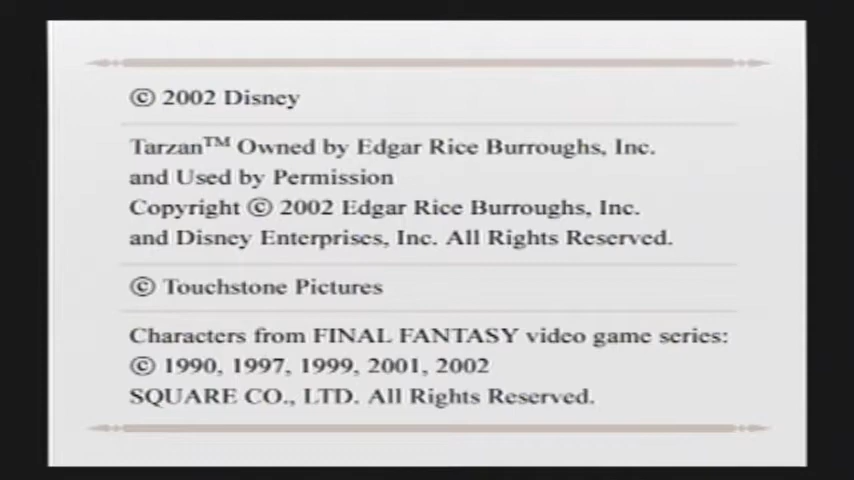 © 2002 Disney
Tarzan™ Owned by Edgar Rice Burroughs, Inc.
and Used by Permission
Copyright © 2002 Edgar Rice Burroughs, Inc.
and Disney Enterprises, Inc. All Rights Reserved.
© Touchstone Pictures
Characters from FINAL FANTASY video game series:
© 1990, 1997, 1999, 2001, 2002
SQUARE CO., LTD. All Rights Reserved.